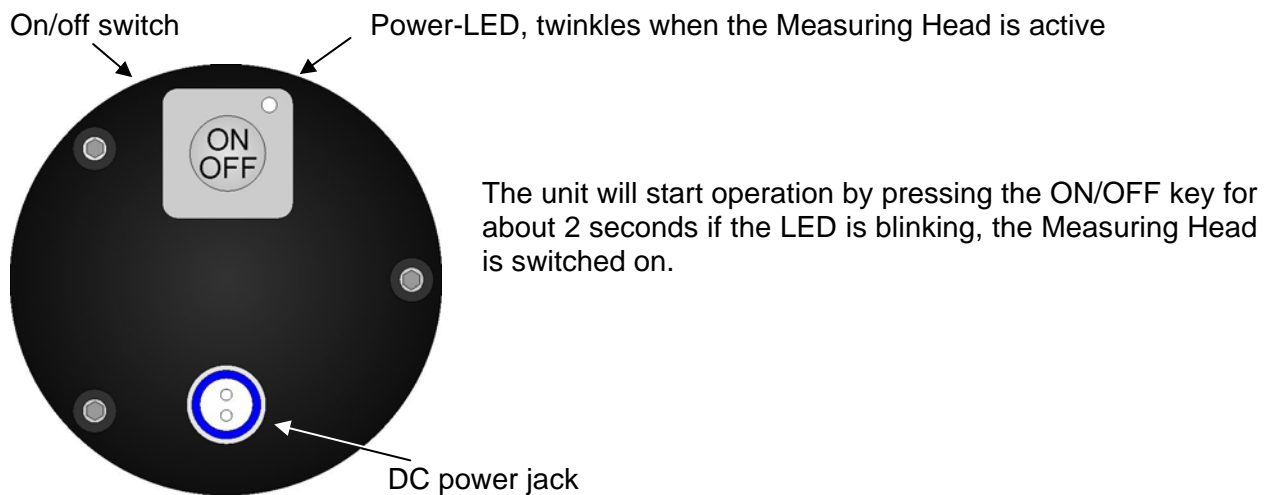 On/off switch
Power-LED, twinkles when the Measuring Head is active
ON
OFF
The unit will start operation by pressing the ON/OFF key for
about 2 seconds if the LED is blinking, the Measuring Head
is switched on.
DC power jack